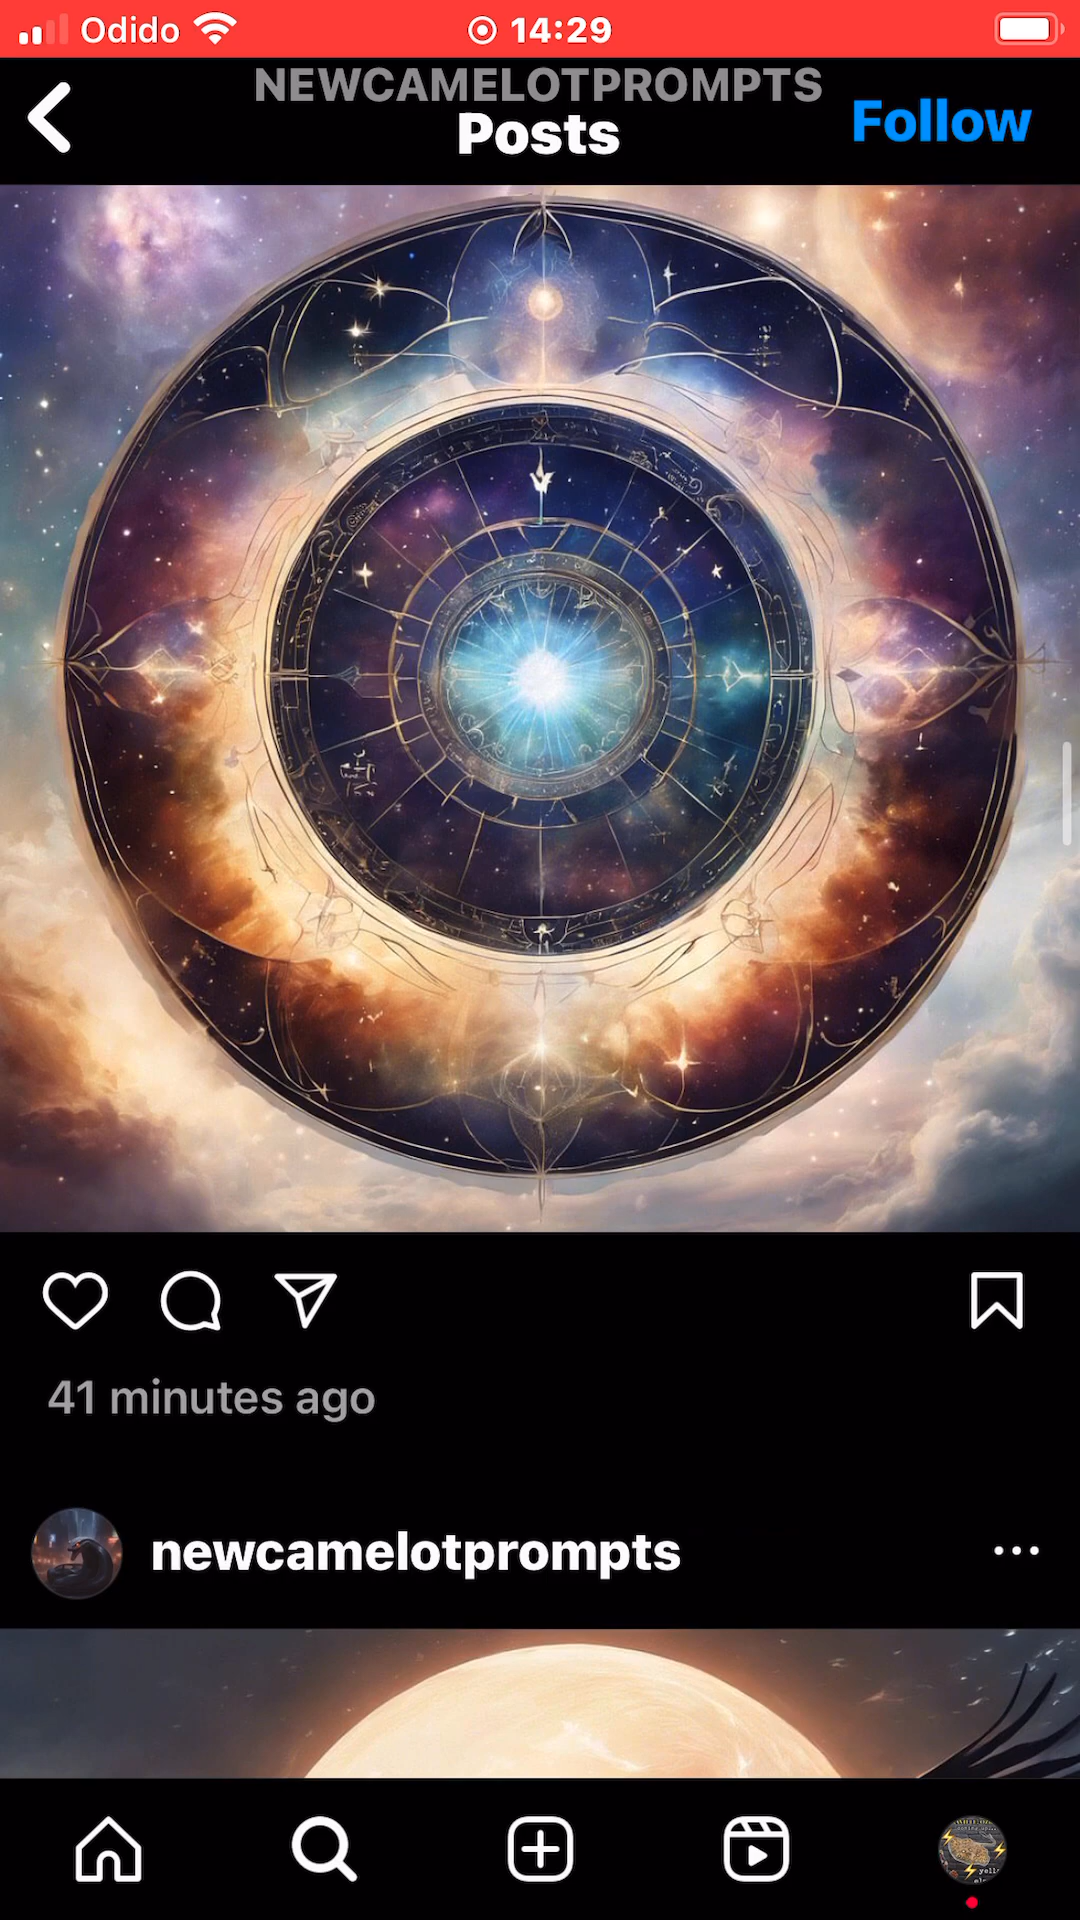 Odido 14:29
NEWCAMELOTPROMPTS
Posts
Follow
41 minutes ago
newcamelotprompts